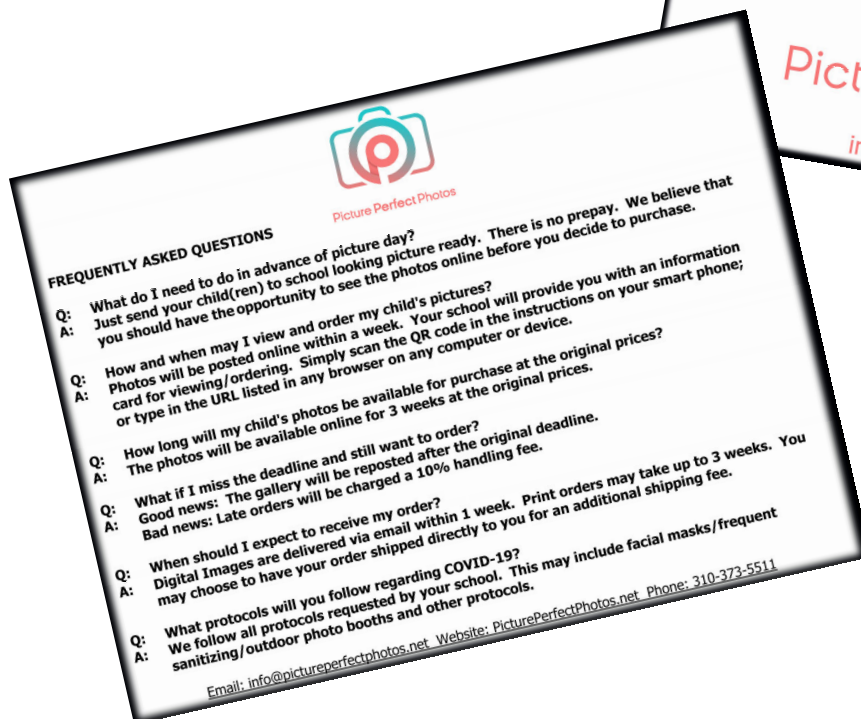 Picture Perfect Photos
FREQUENTLY ASKED QUESTIONS
Q: What do I need to do in advance of picture day?
A: Just send your child(ren) to school looking picture ready. There is no prepay. We believe that
you should have the opportunity to see the photos online before you decide to purchase.
Q: How and when may I view and order my child's pictures?
A: Photos will be posted online within a week. Your school will provide you with an information
card for viewing/ordering. Simply scan the QR code in the instructions on your smart phone;
or type in the URL listed in any browser on any computer or device.
Q: How long will my child's photos be available for purchase at the original prices?
A: The photos will be available online for 3 weeks at the original prices.
Q: What if I miss the deadline and still want to order?
A: Good news: The gallery will be reposted after the original deadline.
Bad news: Late orders will be charged a 10% handling fee.
Q: When should I expect to receive my order?
A: Digital Images are delivered via email within 1 week. Print orders may take up to 3 weeks. You
may choose to have your order shipped directly to you for an additional shipping fee.
Q: What protocols will you follow regarding COVID-19?
A: We follow all protocols requested by your school. This may include facial masks/frequent
sanitizing/outdoor photo booths and other protocols.
Email: info@pictureperfectphotos.net Website: PicturePerfectPhotos.net Phone: 310-373-5511
Pict